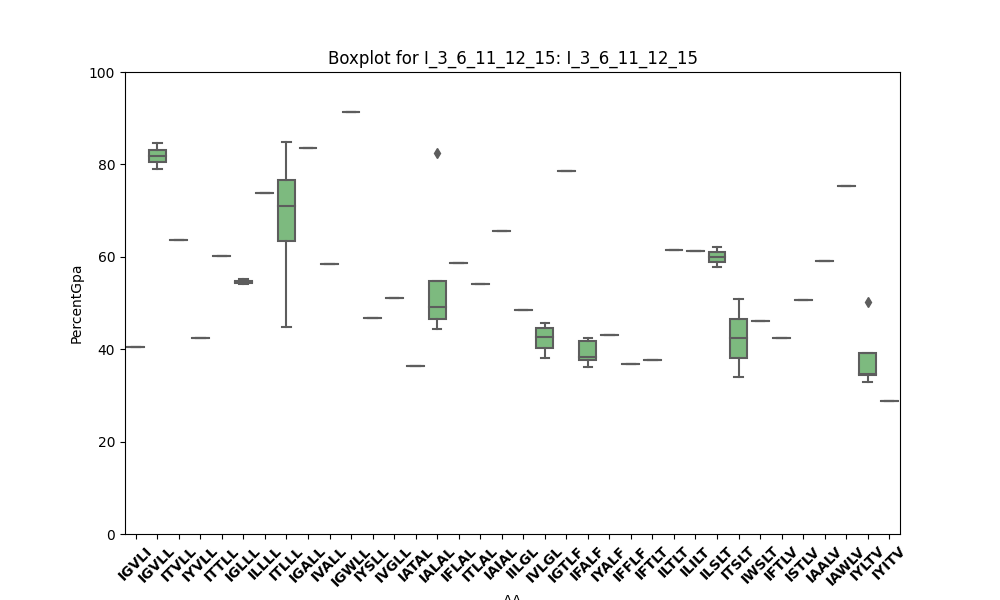 Boxplot for I_3_6_11_12_15: I_3_6_11_12_15
PercentGpa
100
80
60
40
20
0
IGVLI
IGVLL
ITVLL
IYVLL
ITTLL
IGLLL
ILLLL
ITLLL
IGALL
IVALL
IGWLL
IYSLL
IVGLL
IATAL
IALAL
IFLAL
ITLAL
IAIAL
IILGL
IVLGL
IGTLF
IFALF
IYALF
IFFLF
IFTLT
ILTLT
ILILT
ILSLT
ITSLT
IWSLT
IFTLV
ISTLV
IAALV
IAWLV
IYLTV
IYITV
AA